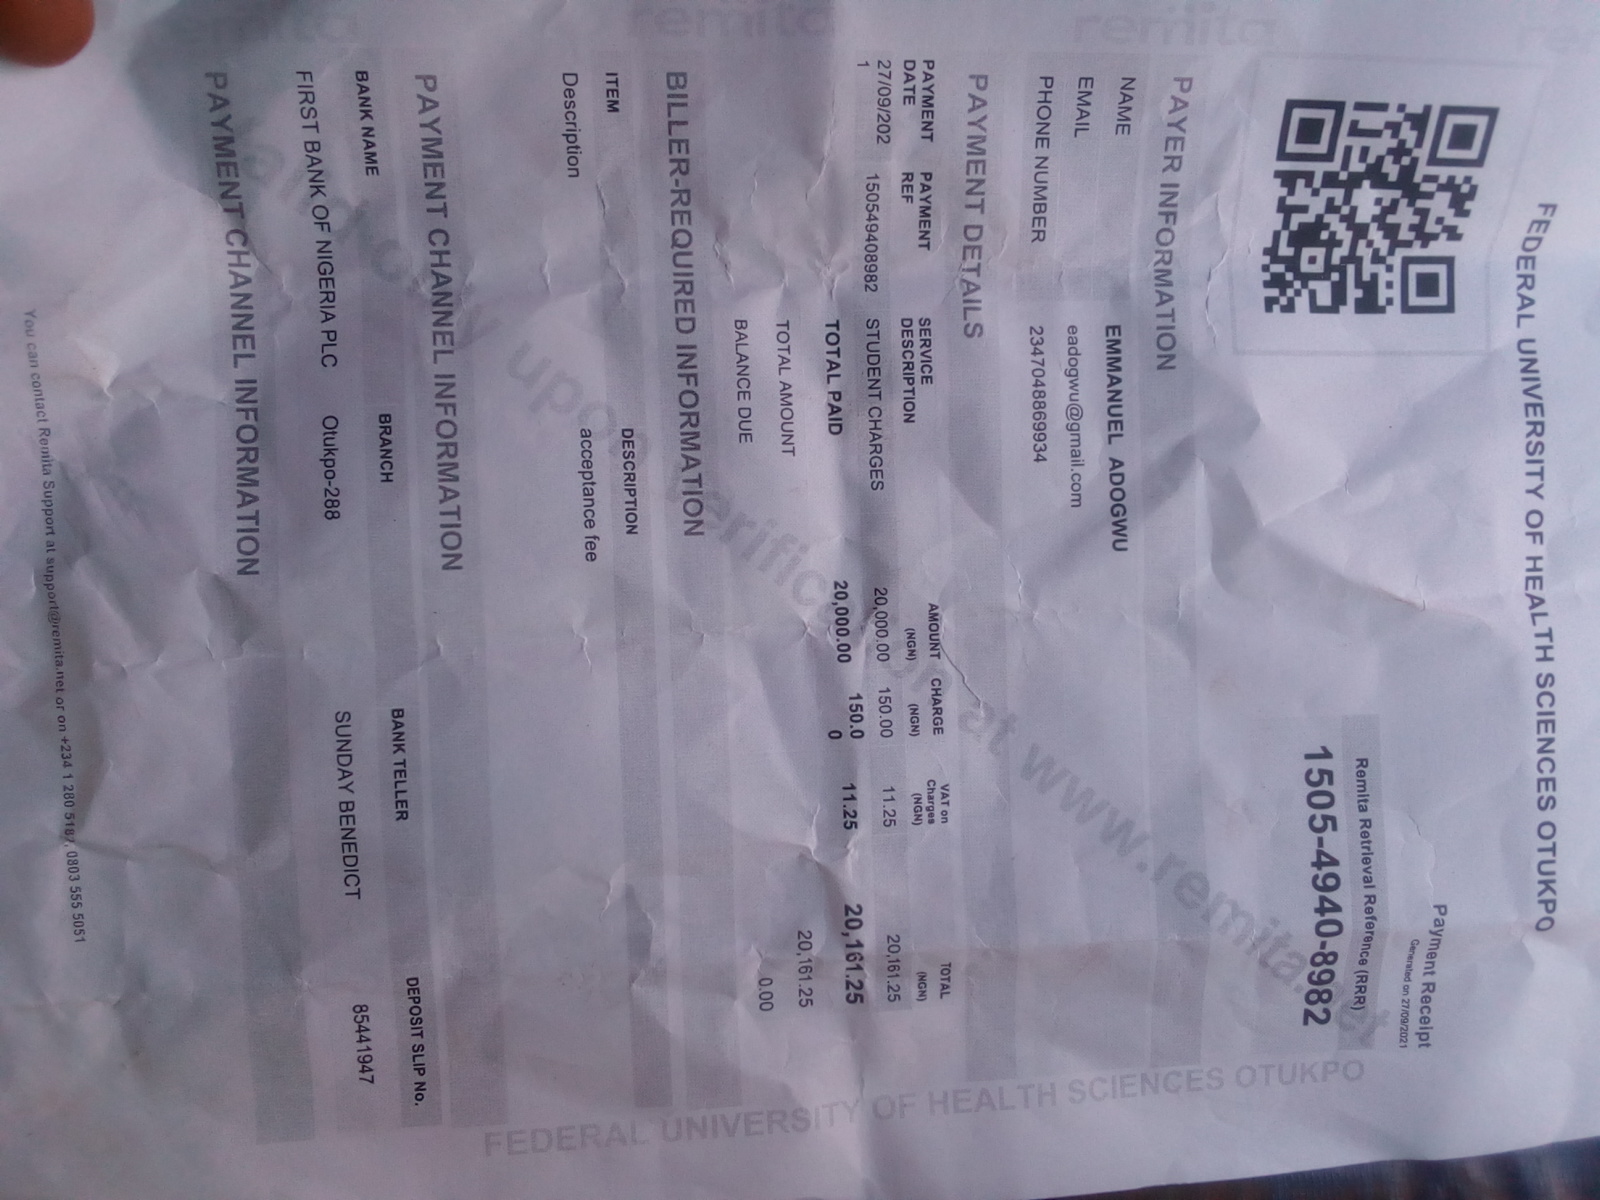 FEDERAL UNIVERSITY OF HEALTH SCIENCES OTUKPO
Payment Receipt
Generated on 27/09/2021
Remita Retrieval Reference (RRR)
1505-4940-8982
PAYER INFORMATION
NAME EMMANUEL ADOGWU
EMAIL eadogwu@gmail.com
PHONE NUMBER 2347048869934
PAYMENT DETAILS
PAYMENT DATE PAYMENT REF SERVICE DESCRIPTION AMOUNT (NGN) CHARGE (NGN) VAT on Charges (NGN) TOTAL (NGN)
27/09/2021 150549408982 STUDENT CHARGES 20,000.00 150.00 11.25 20,161.25
TOTAL PAID 20,000.00 150.00 11.25 20,161.25
TOTAL AMOUNT 20,161.25
BALANCE DUE 0.00
BILLER-REQUIRED INFORMATION
ITEM DESCRIPTION
Description acceptance fee
PAYMENT CHANNEL INFORMATION
BANK NAME BRANCH BANK TELLER DEPOSIT SLIP No.
FIRST BANK OF NIGERIA PLC Otukpo-288 SUNDAY BENEDICT 85441947
PAYMENT CHANNEL INFORMATION
You can contact Remita Support at support@remita.net or on +234 1 280 5182, 0803 555 5051
FEDERAL UNIVERSITY OF HEALTH SCIENCES OTUKPO
remita
remita
upon verification at www.remita.net